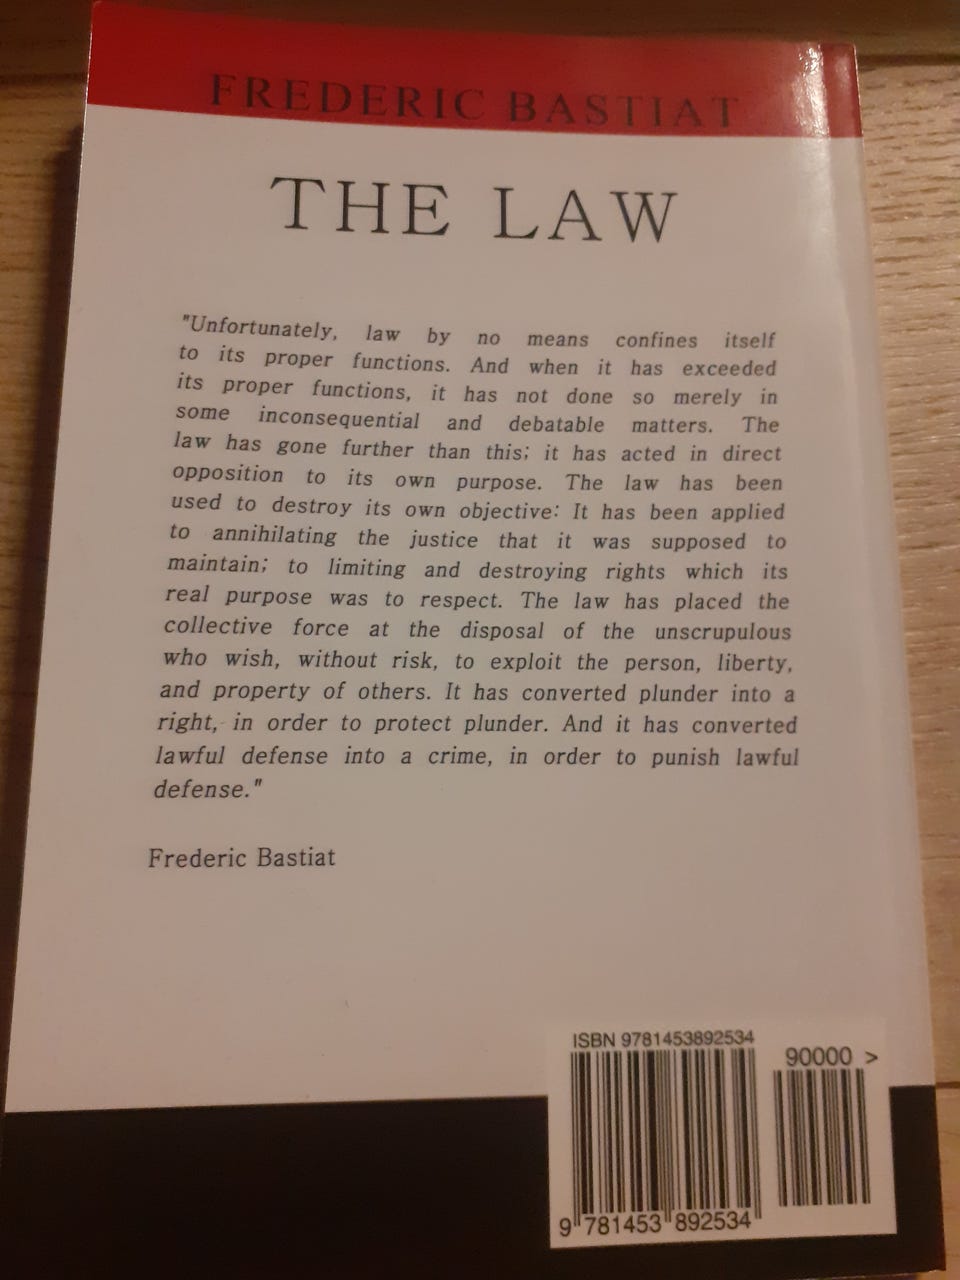 FREDERIC BASTIAT
THE LAW
"Unfortunately, law by no means confines itself
to its proper functions. And when it has exceeded
its proper functions, it has not done so merely in
some inconsequential and debatable matters. The
law has gone further than this; it has acted in direct
opposition to its own purpose. The law has been
used to destroy its own objective: It has been applied
to annihilating the justice that it was supposed to
maintain; to limiting and destroying rights which its
real purpose was to respect. The law has placed the
collective force at the disposal of the unscrupulous
who wish, without risk, to exploit the person, liberty,
and property of others. It has converted plunder into a
right, in order to protect plunder. And it has converted
lawful defense into a crime, in order to punish lawful
defense."
Frederic Bastiat
ISBN 9781453892534
90000 >
9 781453 892534